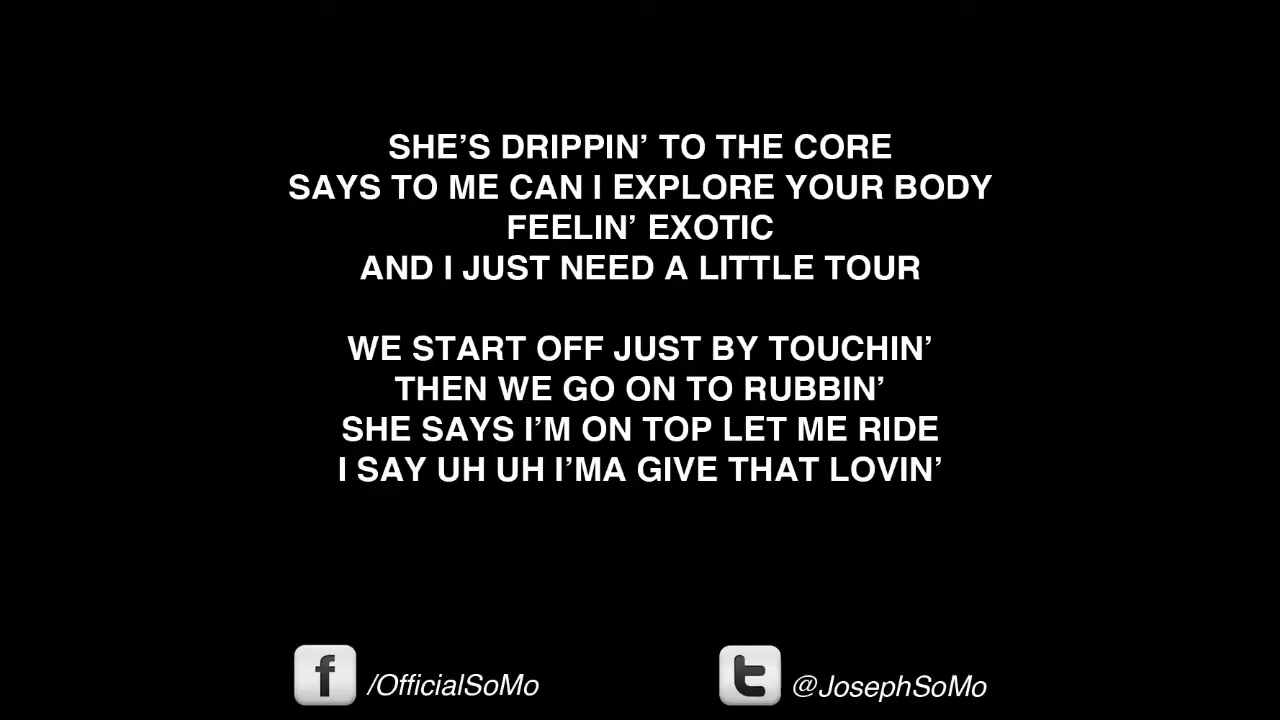 SHE’S DRIPPIN’ TO THE CORE
SAYS TO ME CAN I EXPLORE YOUR BODY
FEELIN’ EXOTIC
AND I JUST NEED A LITTLE TOUR
WE START OFF JUST BY TOUCHIN’
THEN WE GO ON TO RUBBIN’
SHE SAYS I’M ON TOP LET ME RIDE
I SAY UH UH I’MA GIVE THAT LOVIN’
f /OfficialSoMo
t @JosephSoMo